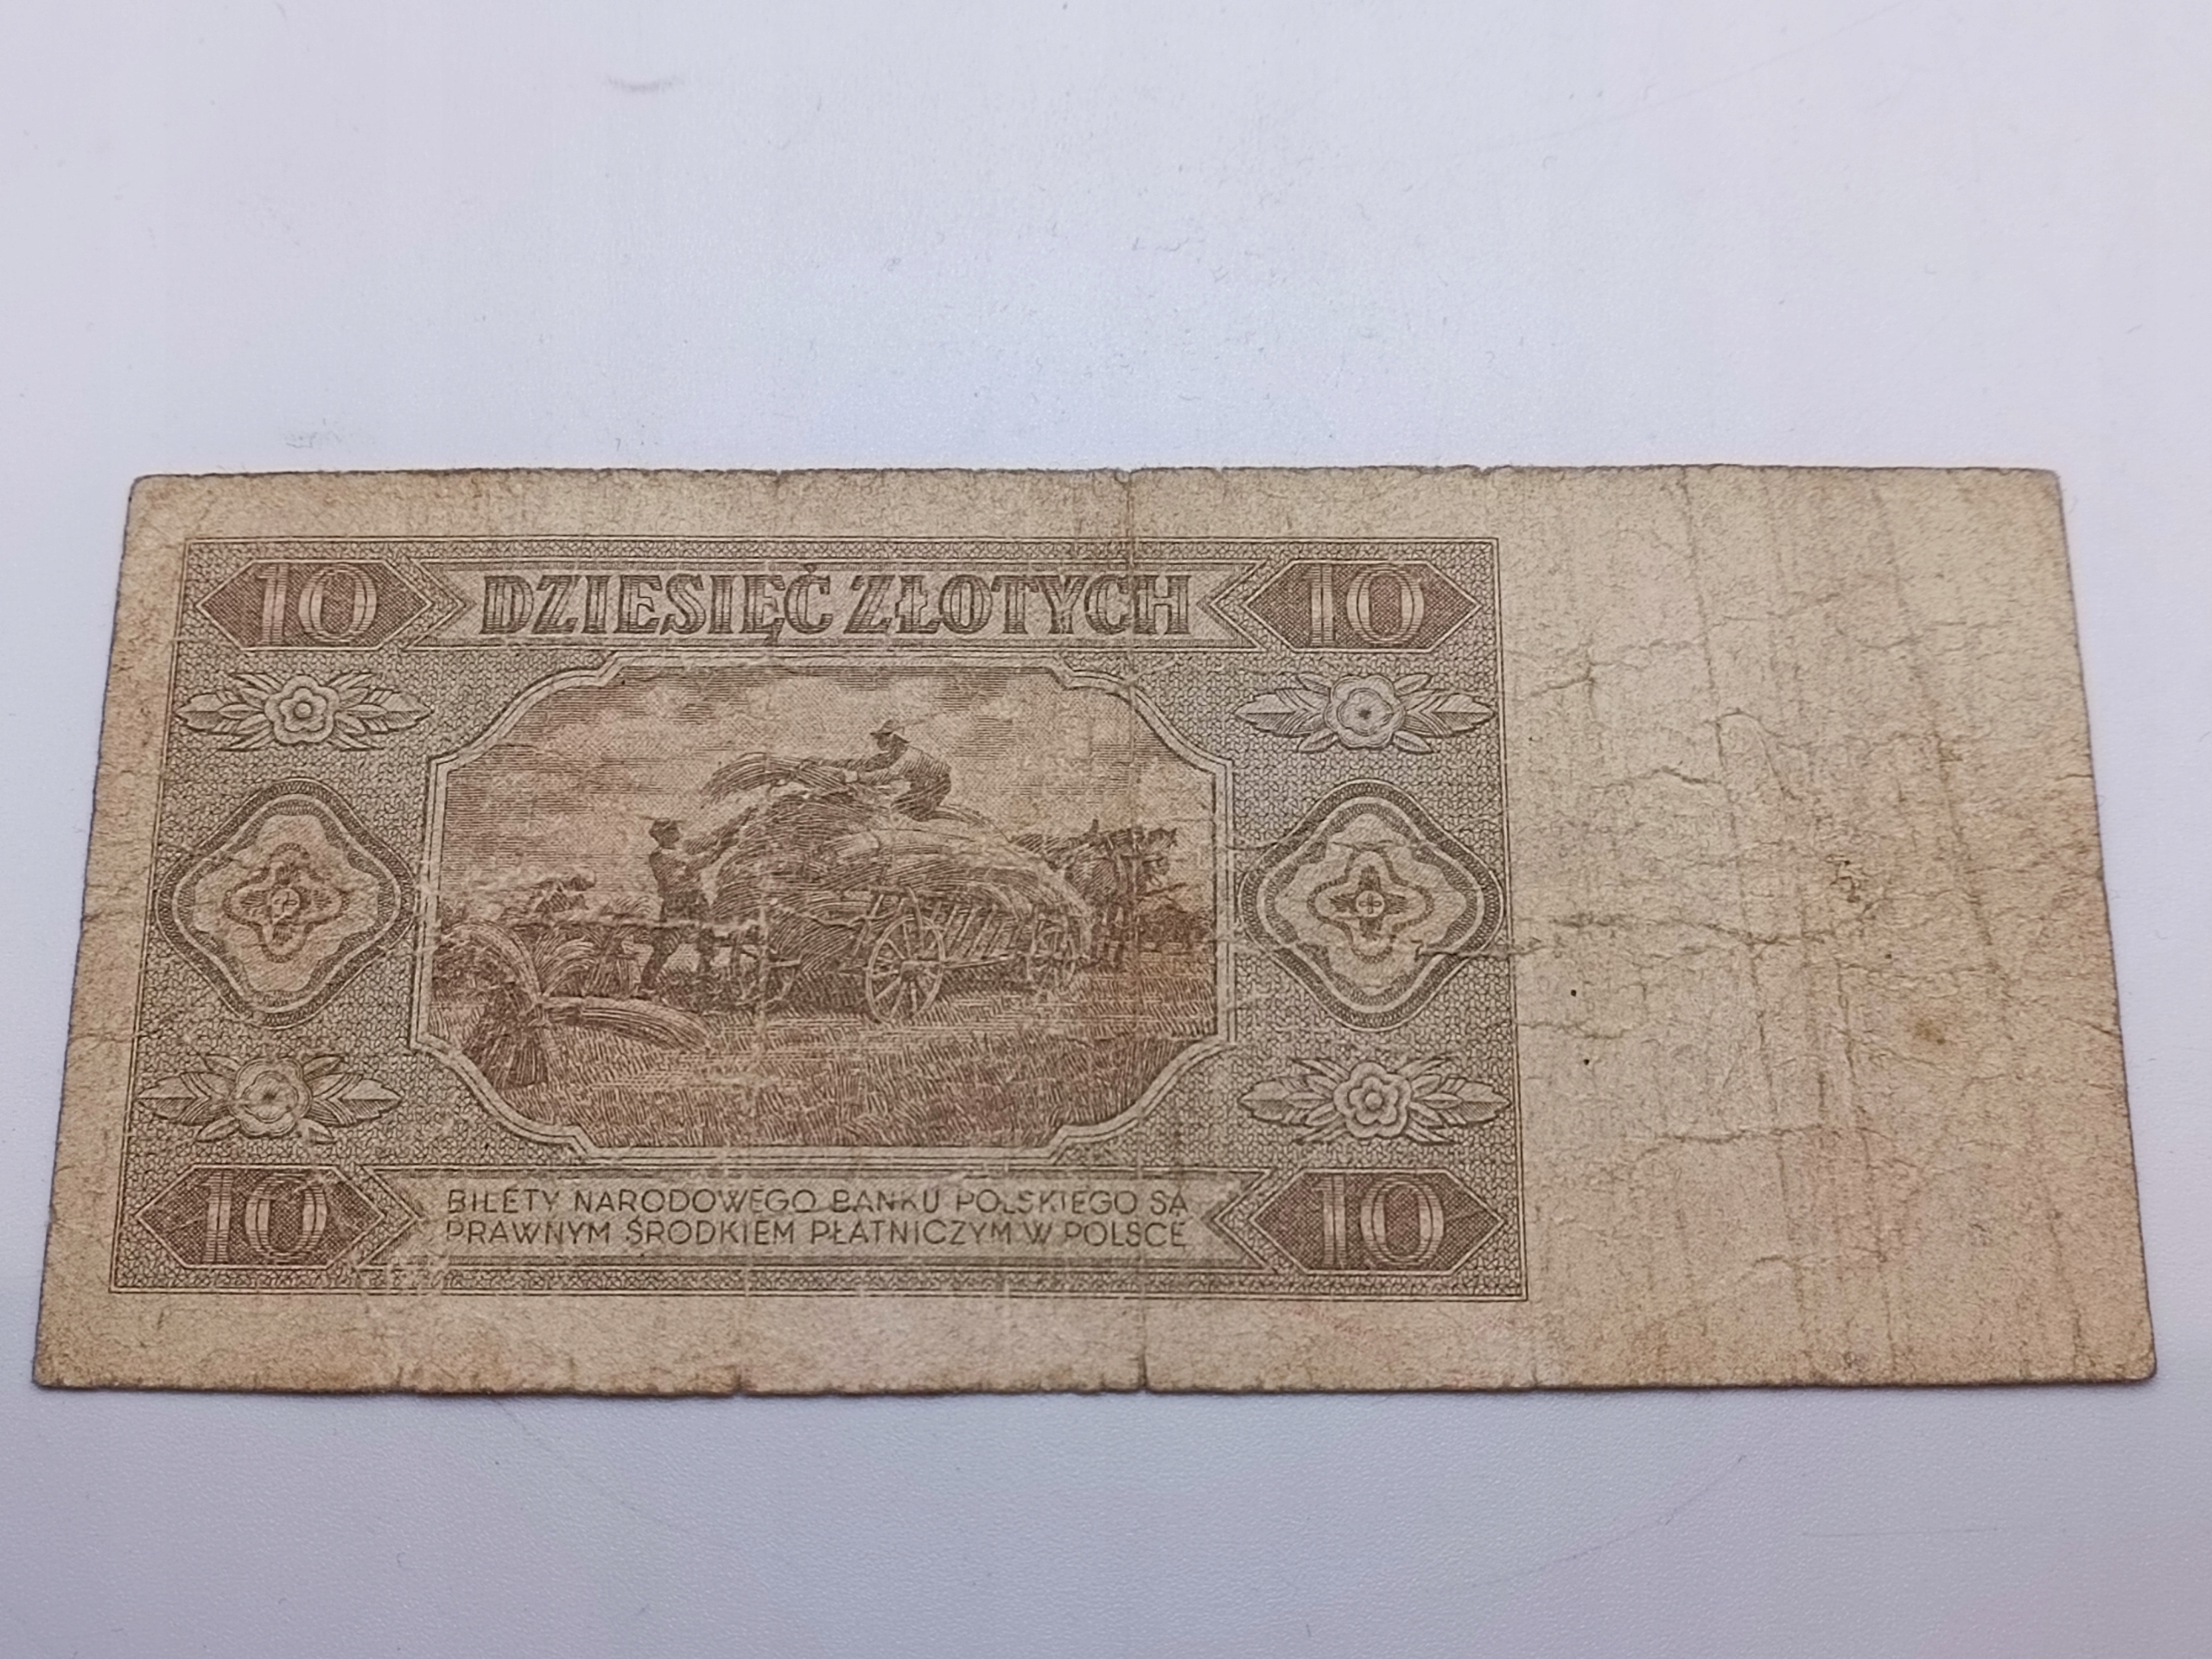 10 DZIESIĘĆ ZŁOTYCH 10
10 BILETY NARODOWEGO BANKU POLSKIEGO SĄ 10
PRAWNYM ŚRODKIEM PŁATNICZYM W POLSCE